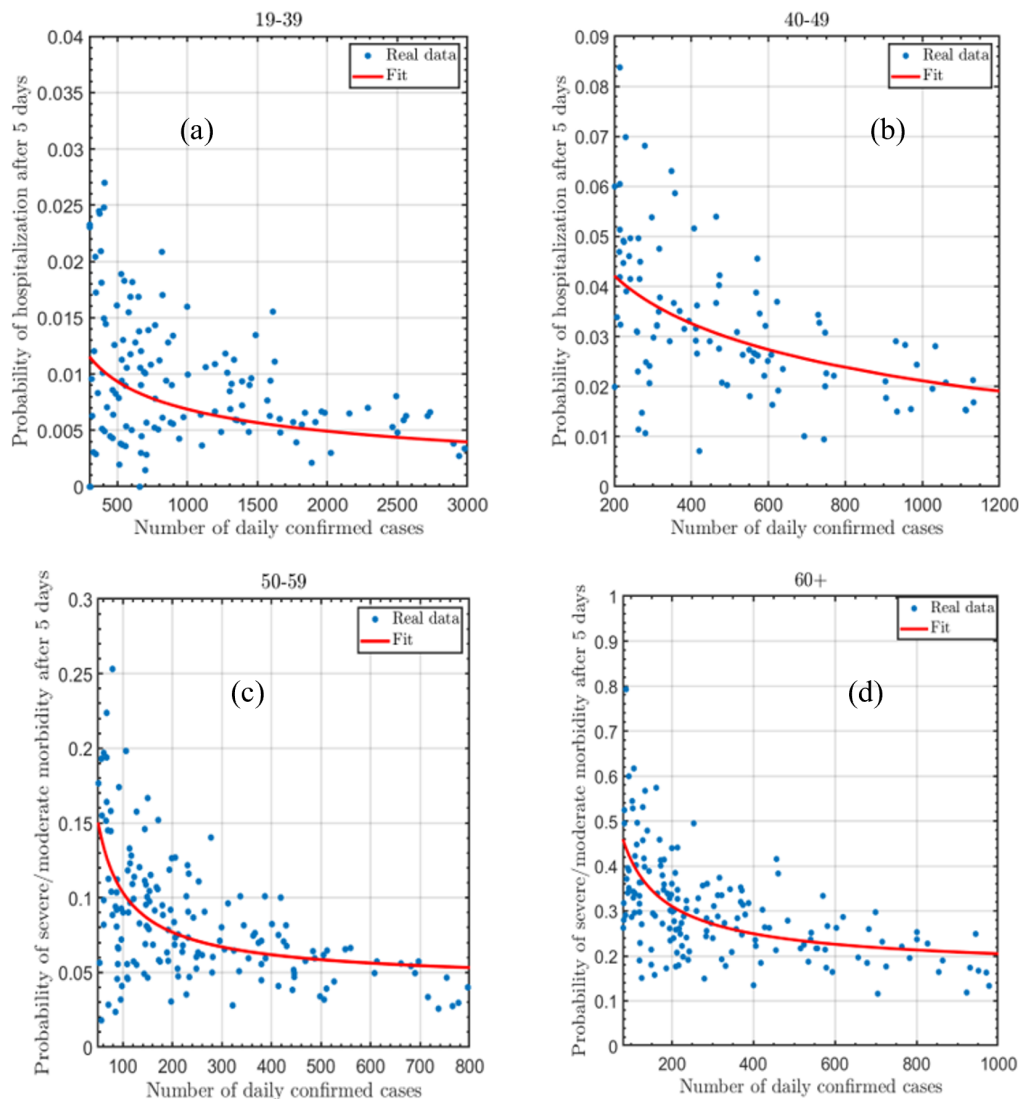 19-39
Probability of hospitalization after 5 days
0.04
0.035
0.03
0.025
0.02
0.015
0.01
0.005
0
Real data
Fit
(a)
500 1000 1500 2000 2500 3000
Number of daily confirmed cases
40-49
Probability of hospitalization after 5 days
0.09
0.08
0.07
0.06
0.05
0.04
0.03
0.02
0.01
0
Real data
Fit
(b)
200 400 600 800 1000 1200
Number of daily confirmed cases
50-59
Probability of severe/moderate morbidity after 5 days
0.3
0.25
0.2
0.15
0.1
0.05
0
Real data
Fit
(c)
100 200 300 400 500 600 700 800
Number of daily confirmed cases
60+
Probability of severe/moderate morbidity after 5 days
1
0.9
0.8
0.7
0.6
0.5
0.4
0.3
0.2
0.1
0
Real data
Fit
(d)
200 400 600 800 1000
Number of daily confirmed cases